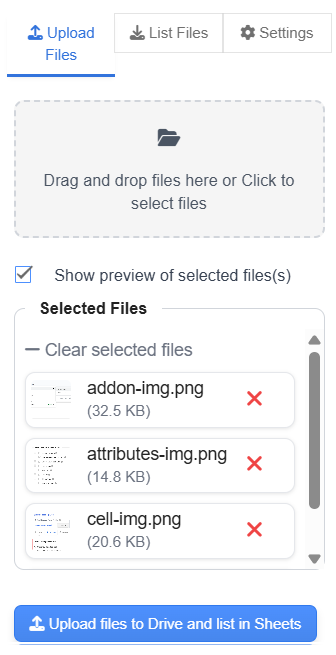 Upload
Files
List Files
Settings
Drag and drop files here or Click to
select files
Show preview of selected files(s)
Selected Files
Clear selected files
addon-img.png
(32.5 KB)
attributes-img.png
(14.8 KB)
cell-img.png
(20.6 KB)
Upload files to Drive and list in Sheets